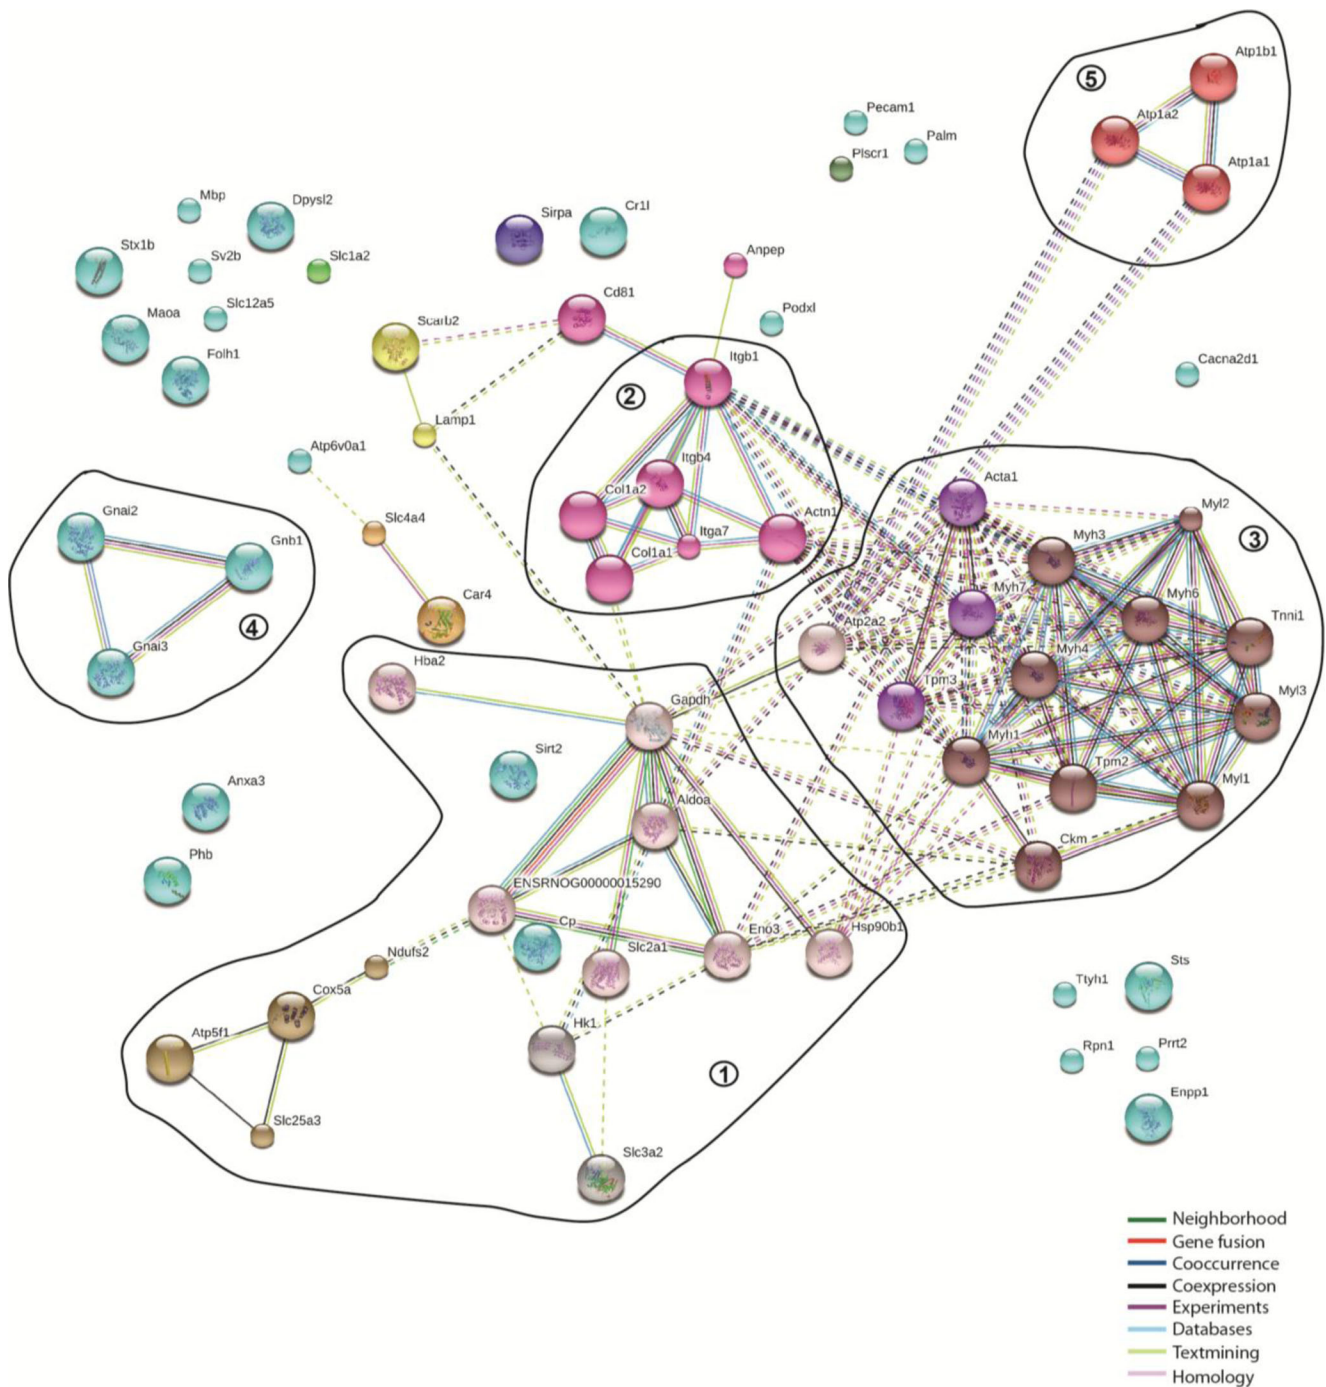 Atp1b1
5
Pecam1
Atp1a2
Palm
Plscr1
Atp1a1
Mbp
Dpysl2
Sirpa
Cr1l
Stx1b
Sv2b
Slc1a2
Anpep
Cd81
Maoa
Slc12a5
Podxl
Scarb2
Folh1
Itgb1
Cacna2d1
2
Lamp1
Atp6v0a1
Itgb4
Acta1
Col1a2
Myl2
Gnai2
Slc4a4
Actn1
Itga7
Myh3
3
Gnb1
Col1a1
Myh7
Car4
Myh6
Tnni1
4
Atp2a2
Gnai3
Myh4
Hba2
Tpm3
Myl3
Gapdh
Sirt2
Myh1
Tpm2
Myl1
Anxa3
Aldoa
Ckm
Phb
ENSRNOG00000015290
Cp
Eno3
Hsp90b1
Slc2a1
Ndufs2
Sts
Ttyh1
Cox5a
Hk1
Atp5f1
Rpn1
Prrt2
1
Enpp1
Slc25a3
Slc3a2
Neighborhood
Gene fusion
Cooccurrence
Coexpression
Experiments
Databases
Textmining
Homology